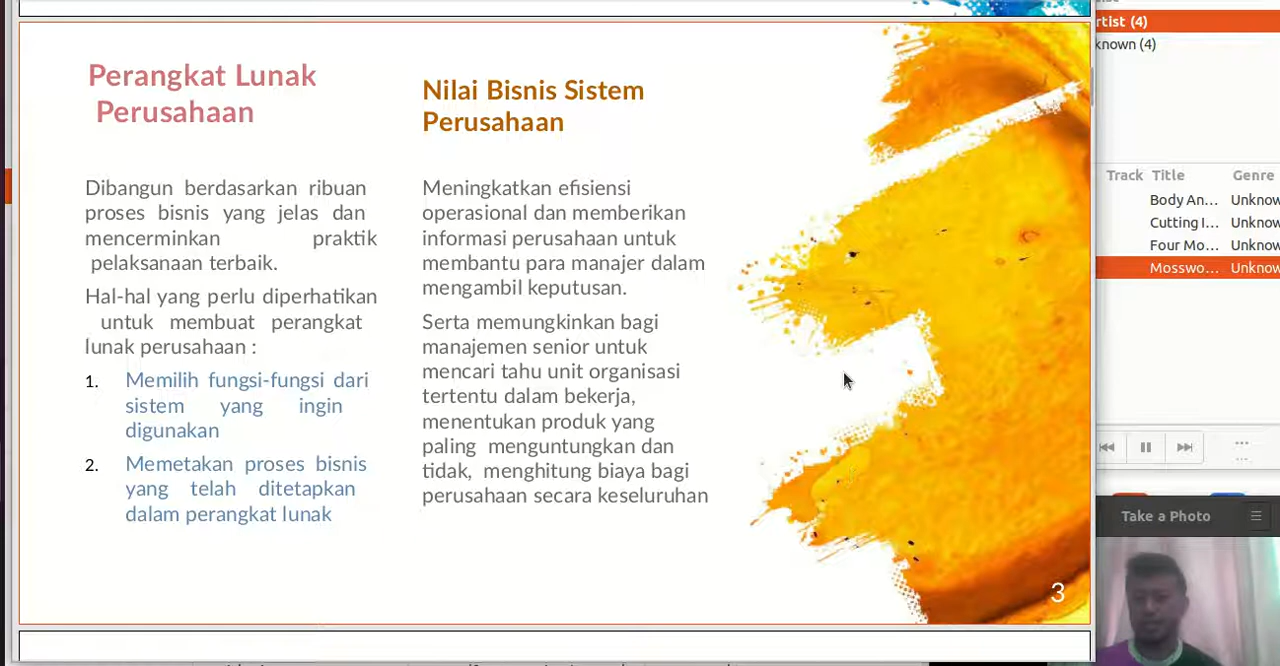 Perangkat Lunak
Perusahaan
Dibangun berdasarkan ribuan
proses bisnis yang jelas dan
mencerminkan praktik
pelaksanaan terbaik.
Hal-hal yang perlu diperhatikan
untuk membuat perangkat
lunak perusahaan :
1. Memilih fungsi-fungsi dari
sistem yang ingin
digunakan
2. Memetakan proses bisnis
yang telah ditetapkan
dalam perangkat lunak
Nilai Bisnis Sistem
Perusahaan
Meningkatkan efisiensi
operasional dan memberikan
informasi perusahaan untuk
membantu para manajer dalam
mengambil keputusan.
Serta memungkinkan bagi
manajemen senior untuk
mencari tahu unit organisasi
tertentu dalam bekerja,
menentukan produk yang
paling menguntungkan dan
tidak, menghitung biaya bagi
perusahaan secara keseluruhan
3
rtist (4)
known (4)
Track Title Genre
Body An... Unknow
Cutting I... Unknow
Four Mo... Unknow
Mosswo... Unknow
Take a Photo